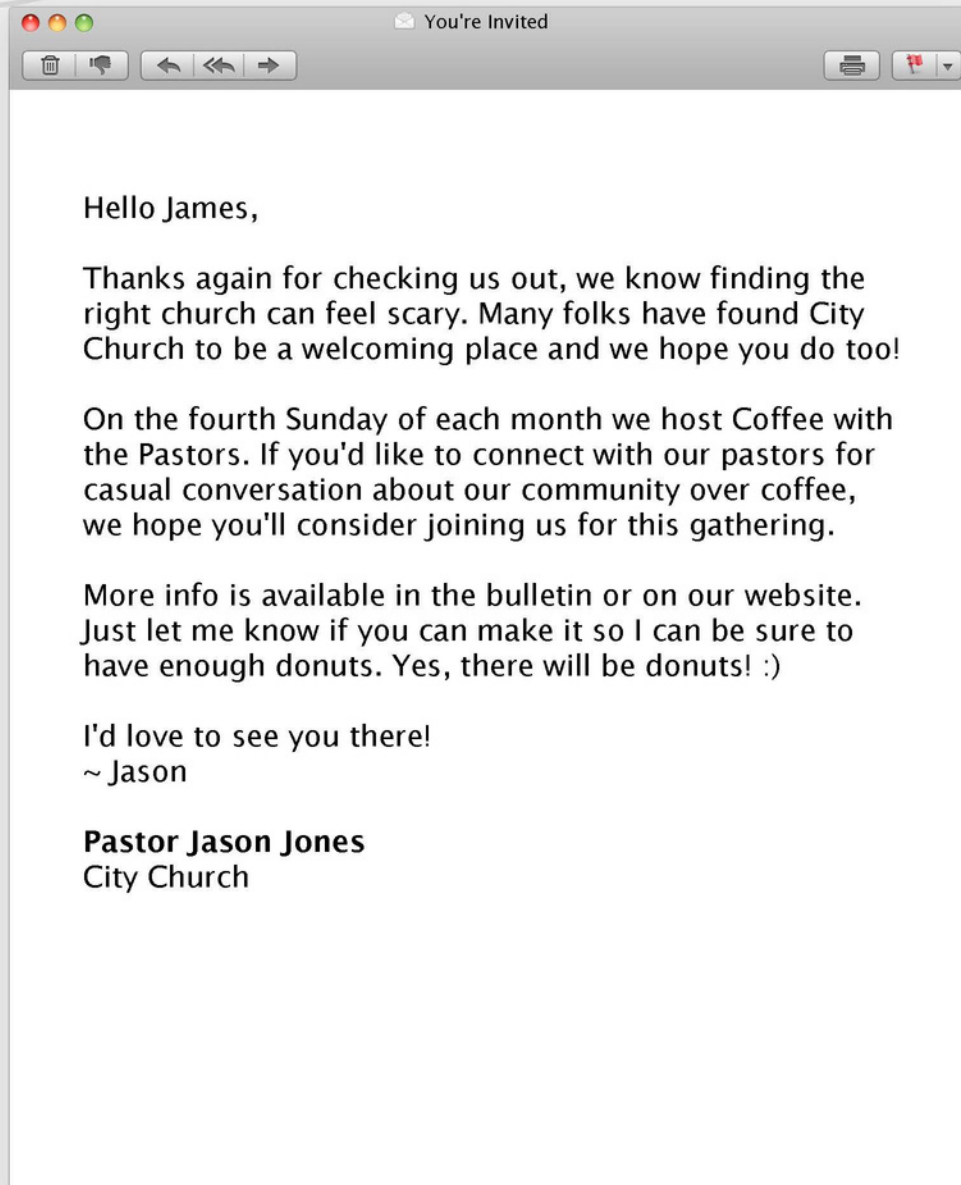 You're Invited
Hello James,
Thanks again for checking us out, we know finding the
right church can feel scary. Many folks have found City
Church to be a welcoming place and we hope you do too!
On the fourth Sunday of each month we host Coffee with
the Pastors. If you'd like to connect with our pastors for
casual conversation about our community over coffee,
we hope you'll consider joining us for this gathering.
More info is available in the bulletin or on our website.
Just let me know if you can make it so I can be sure to
have enough donuts. Yes, there will be donuts! :)
I'd love to see you there!
~ Jason
Pastor Jason Jones
City Church